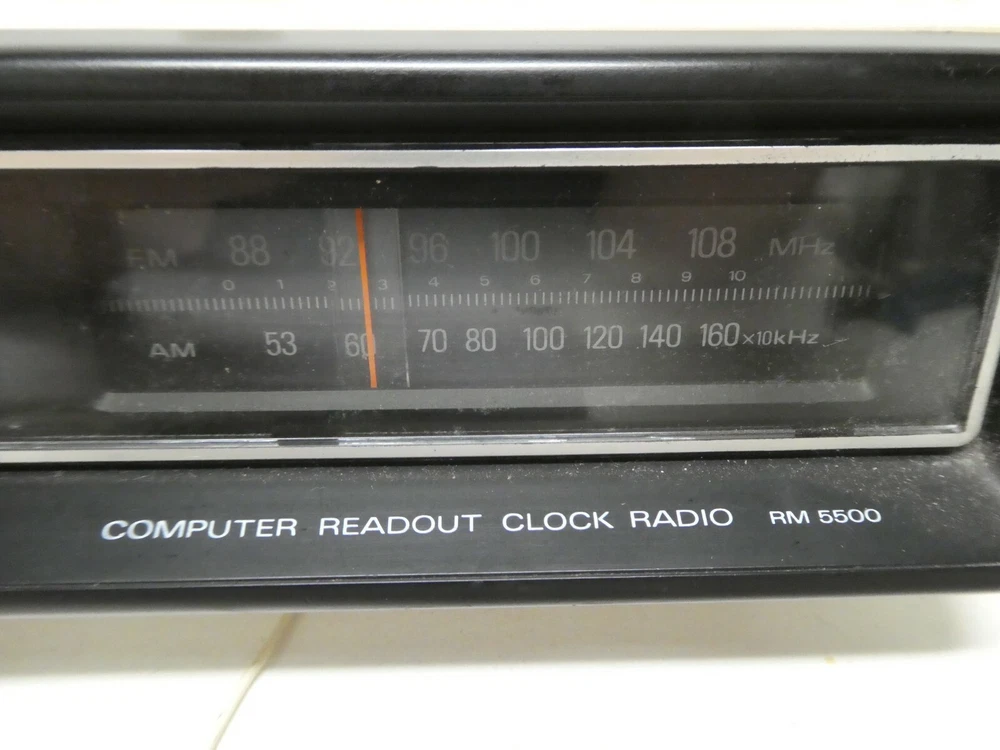 FM 88 92 96 100 104 108 MHz
0 1 2 3 4 5 6 7 8 9 10
AM 53 60 70 80 100 120 140 160 x10kHz
COMPUTER READOUT CLOCK RADIO RM 5500